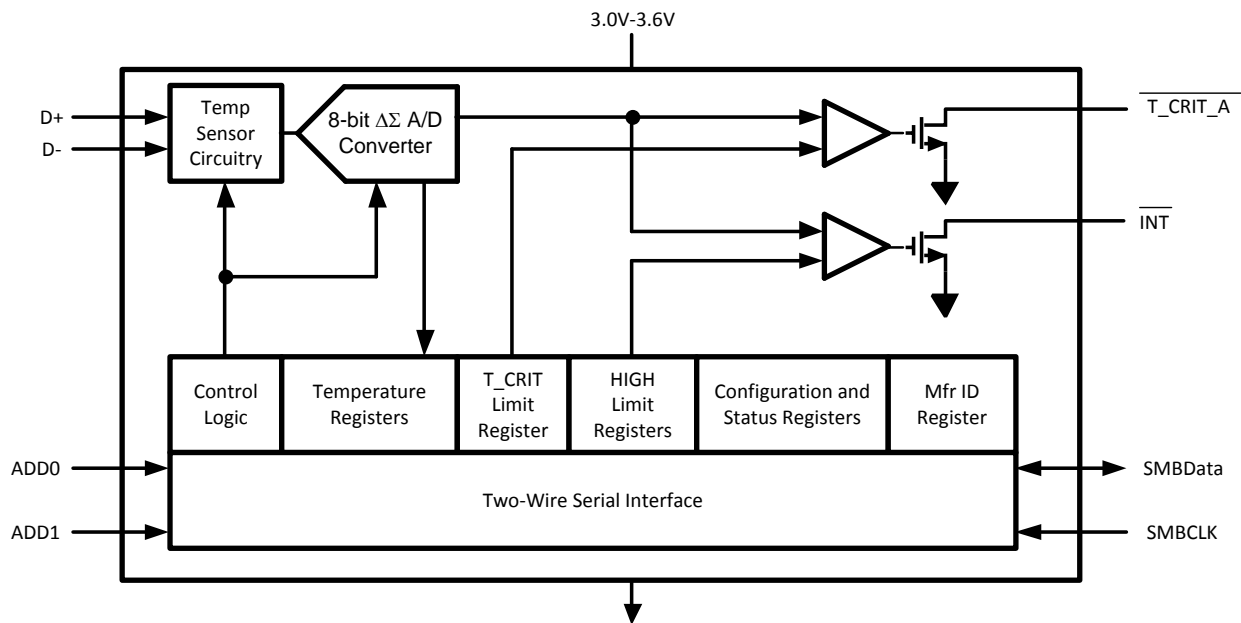 3.0V-3.6V
D+
D-
Temp
Sensor
Circuitry
8-bit ΔΣ A/D
Converter
T_CRIT_A
INT
Control
Logic
Temperature
Registers
T_CRIT
Limit
Register
HIGH
Limit
Registers
Configuration and
Status Registers
Mfr ID
Register
ADD0
ADD1
Two-Wire Serial Interface
SMBData
SMBCLK